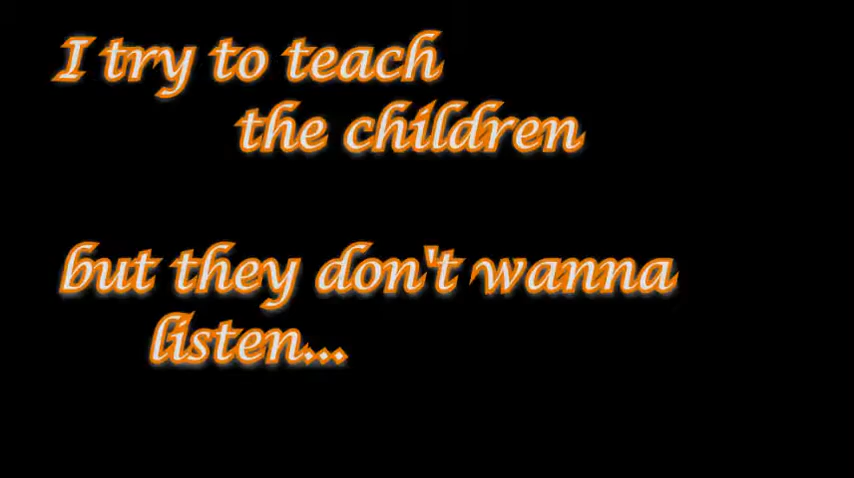 I try to teach
the children
but they don't wanna
listen...